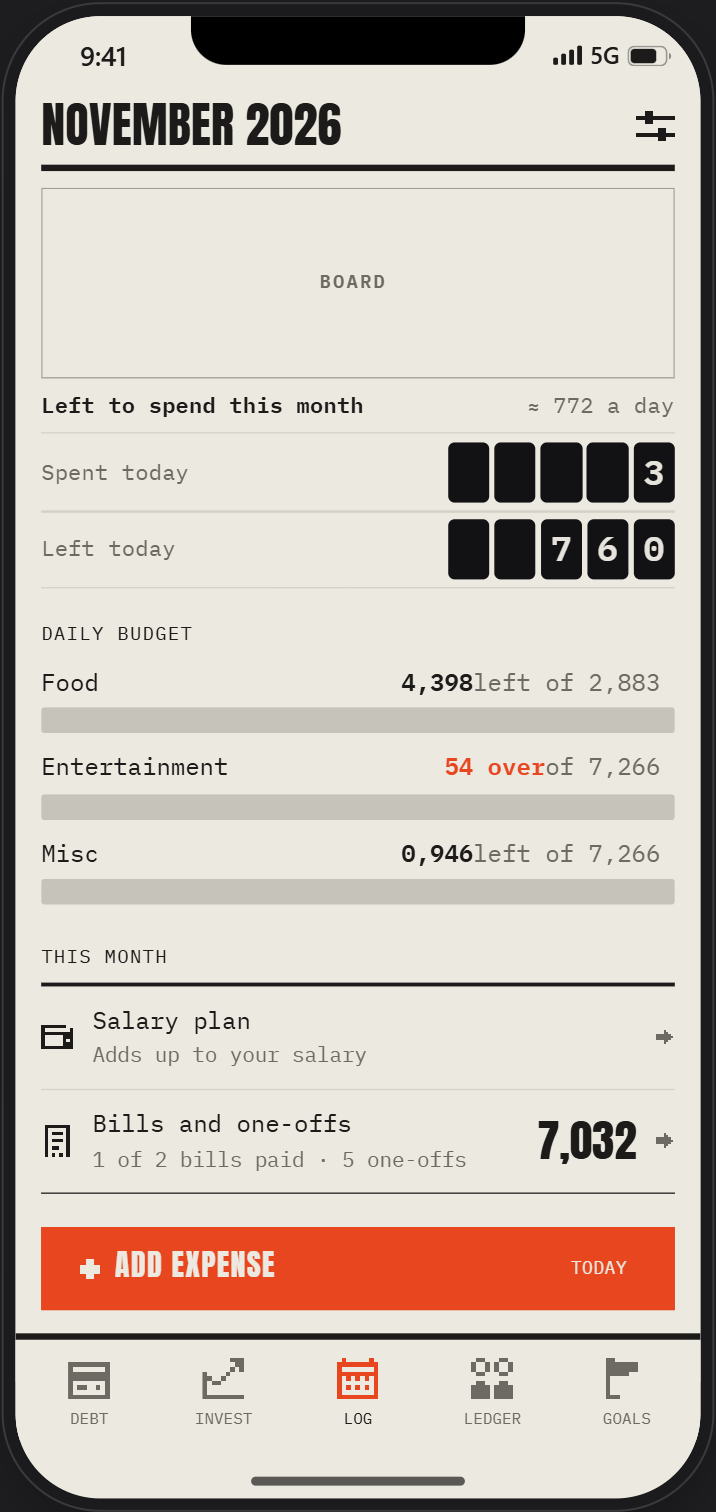 9:41 5G
NOVEMBER 2026
BOARD
Left to spend this month ≈ 772 a day
Spent today 3
Left today 760
DAILY BUDGET
Food 4,398left of 2,883
Entertainment 54 overof 7,266
Misc 0,946left of 7,266
THIS MONTH
Salary plan
Adds up to your salary
Bills and one-offs 7,032
1 of 2 bills paid · 5 one-offs
ADD EXPENSE TODAY
DEBT INVEST LOG LEDGER GOALS